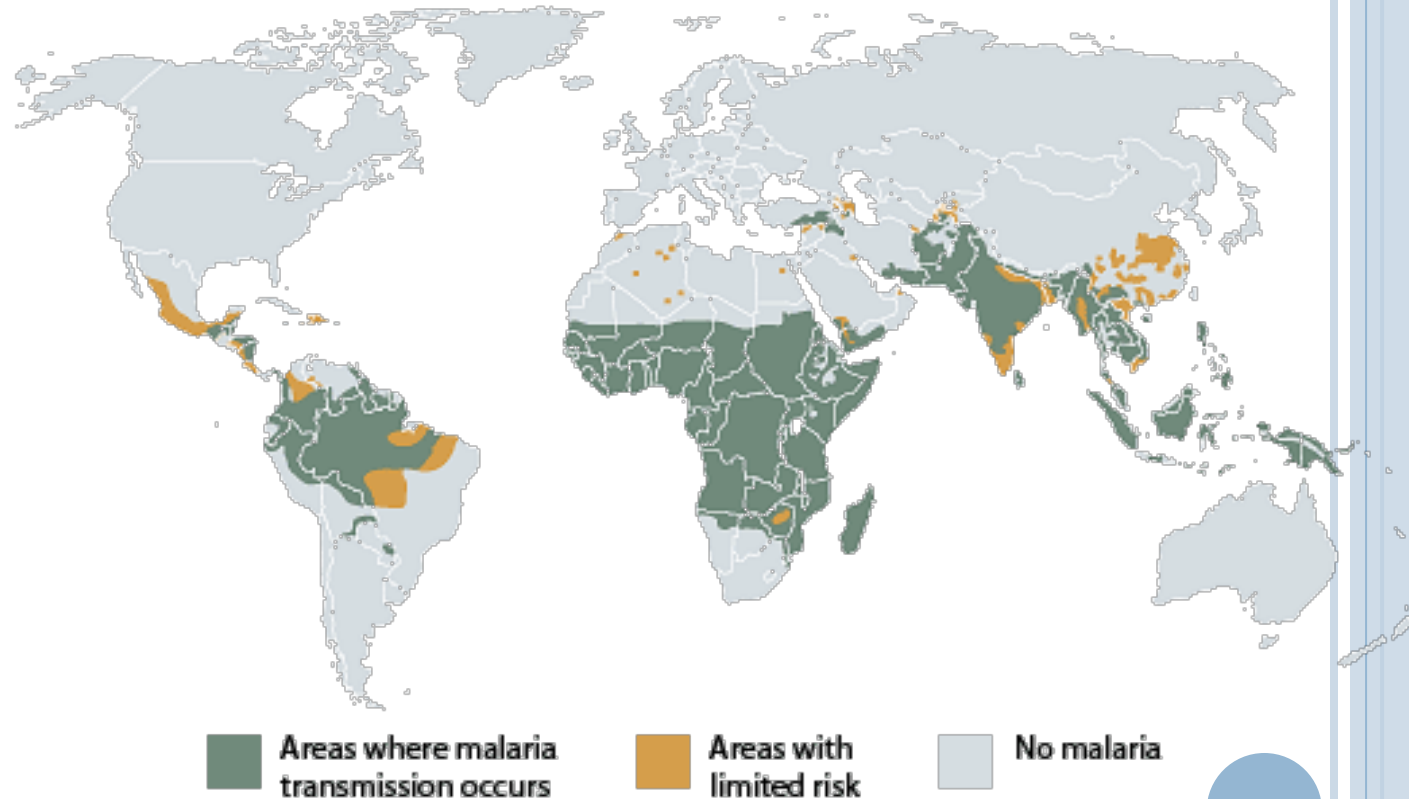 Areas where malaria
transmission occurs
Areas with
limited risk
No malaria